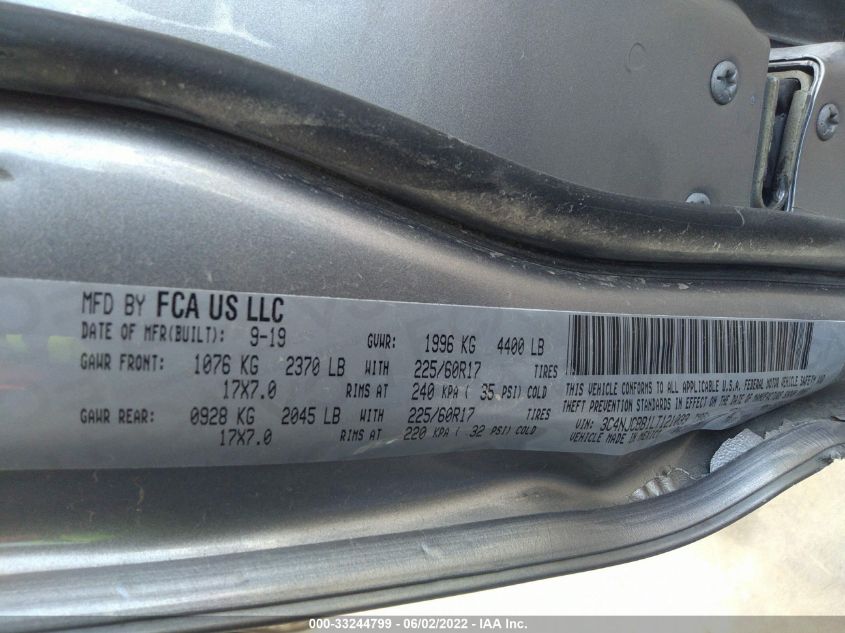 MFD BY FCA US LLC
DATE OF MFR(BUILT): 9-19 GVWR: 1996 KG 4400 LB
GAWR FRONT: 1076 KG 2370 LB WITH 225/60R17 TIRES
17X7.0 RIMS AT 240 KPA ( 35 PSI) COLD
GAWR REAR: 0928 KG 2045 LB WITH 225/60R17 TIRES
17X7.0 RIMS AT 220 KPA ( 32 PSI) COLD
THIS VEHICLE CONFORMS TO ALL APPLICABLE U.S.A. FEDERAL MOTOR VEHICLE SAFETY AND
THEFT PREVENTION STANDARDS IN EFFECT ON THE DATE OF MANUFACTURE SHOWN
VIN: 3C4NJCBB1LT121099
VEHICLE MADE IN MEXICO
000-33244799 - 06/02/2022 - © IAA Inc.